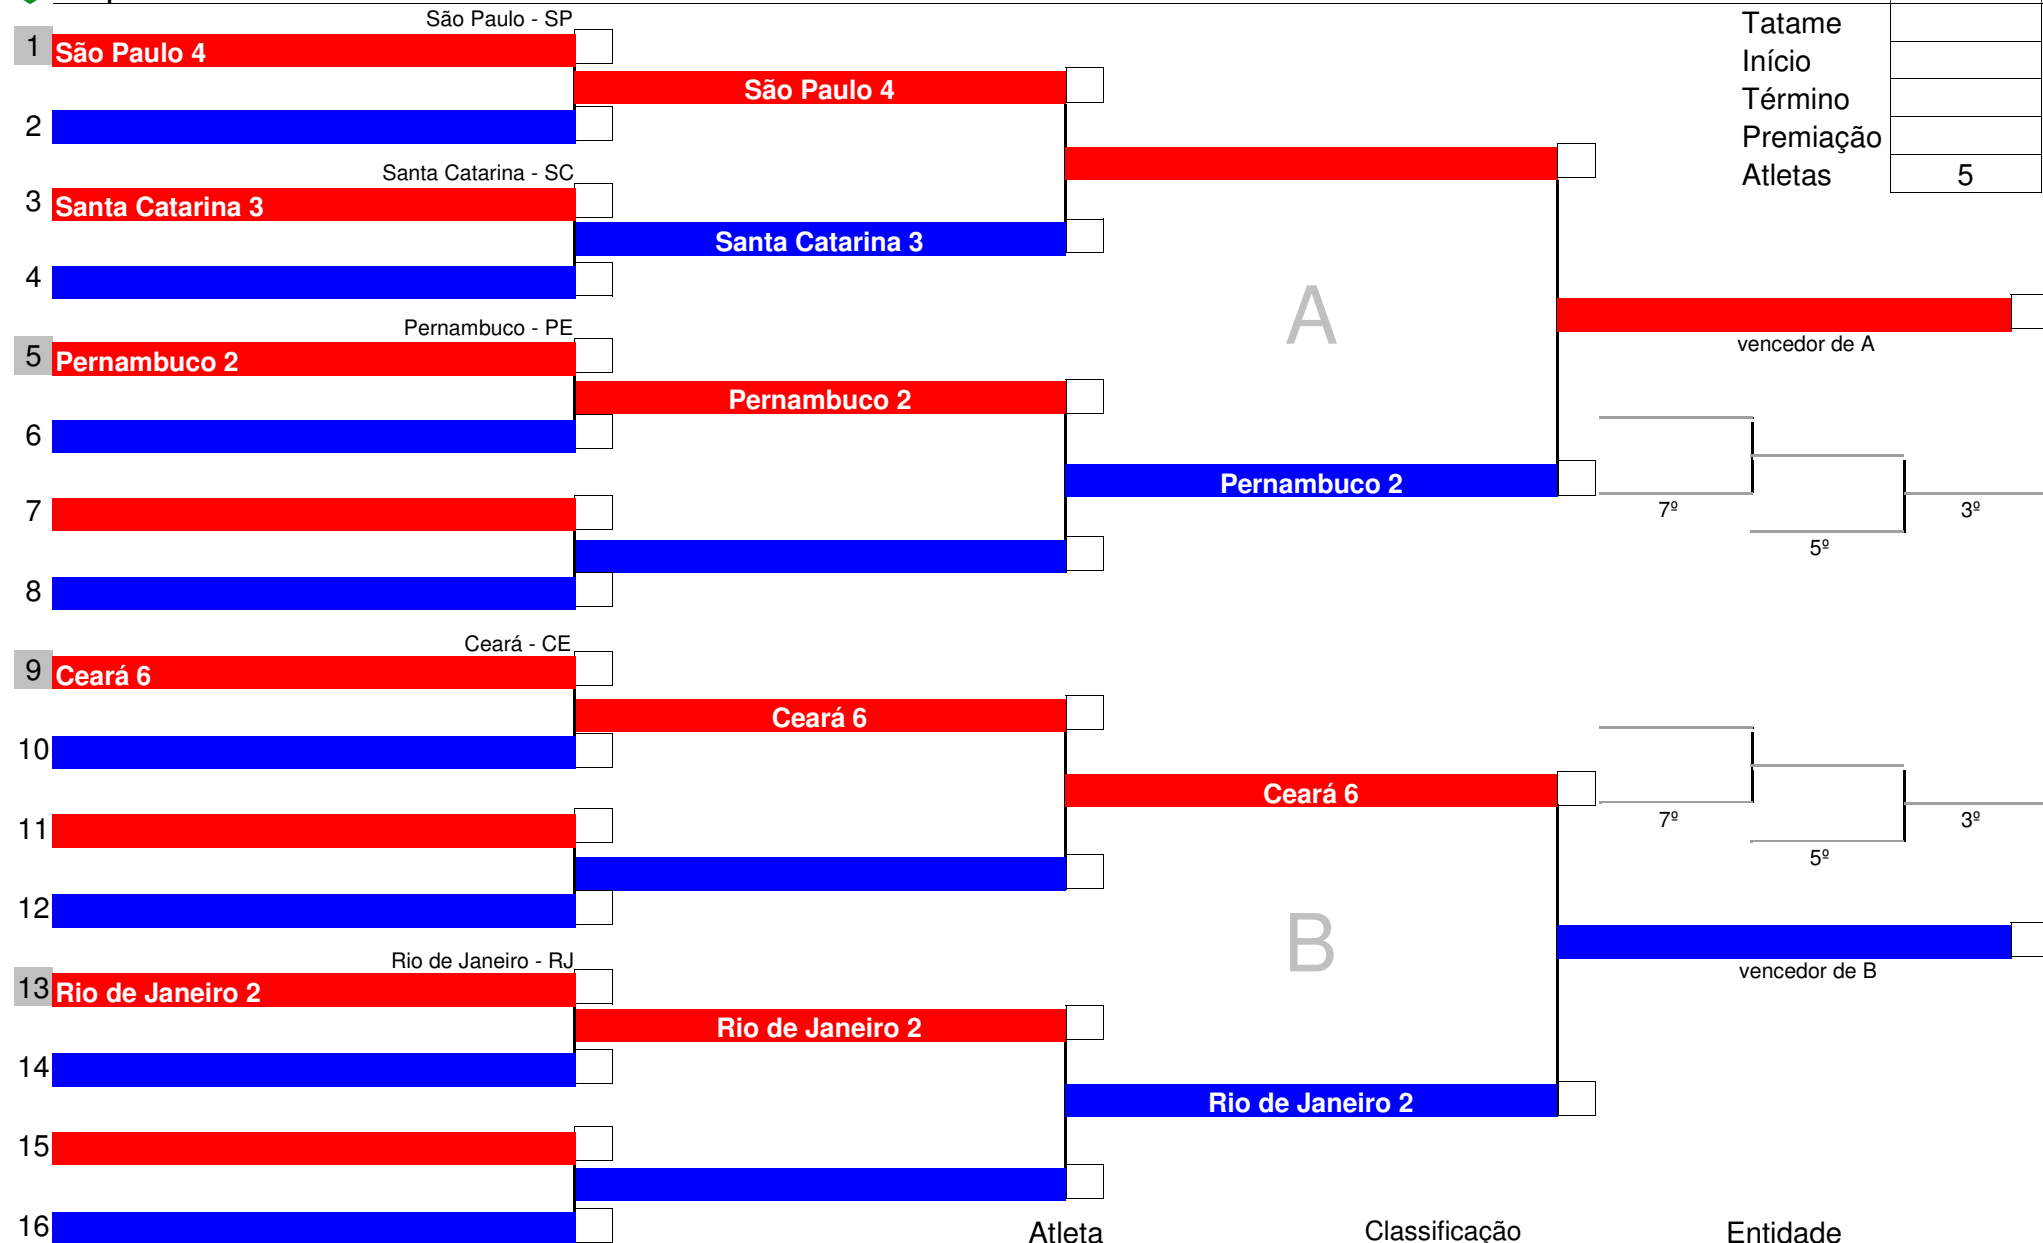 São Paulo - SP
Tatame
1 São Paulo 4
Início
São Paulo 4
Término
2
Premiação
Santa Catarina - SC
Atletas 5
3 Santa Catarina 3
Santa Catarina 3
4
A
Pernambuco - PE
vencedor de A
5 Pernambuco 2
Pernambuco 2
6
Pernambuco 2
7
7º 3º
5º
8
Ceará - CE
9 Ceará 6
Ceará 6
10
Ceará 6
11
7º 3º
5º
12
B
Rio de Janeiro - RJ
vencedor de B
13 Rio de Janeiro 2
Rio de Janeiro 2
14
Rio de Janeiro 2
15
16
Atleta Classificação Entidade